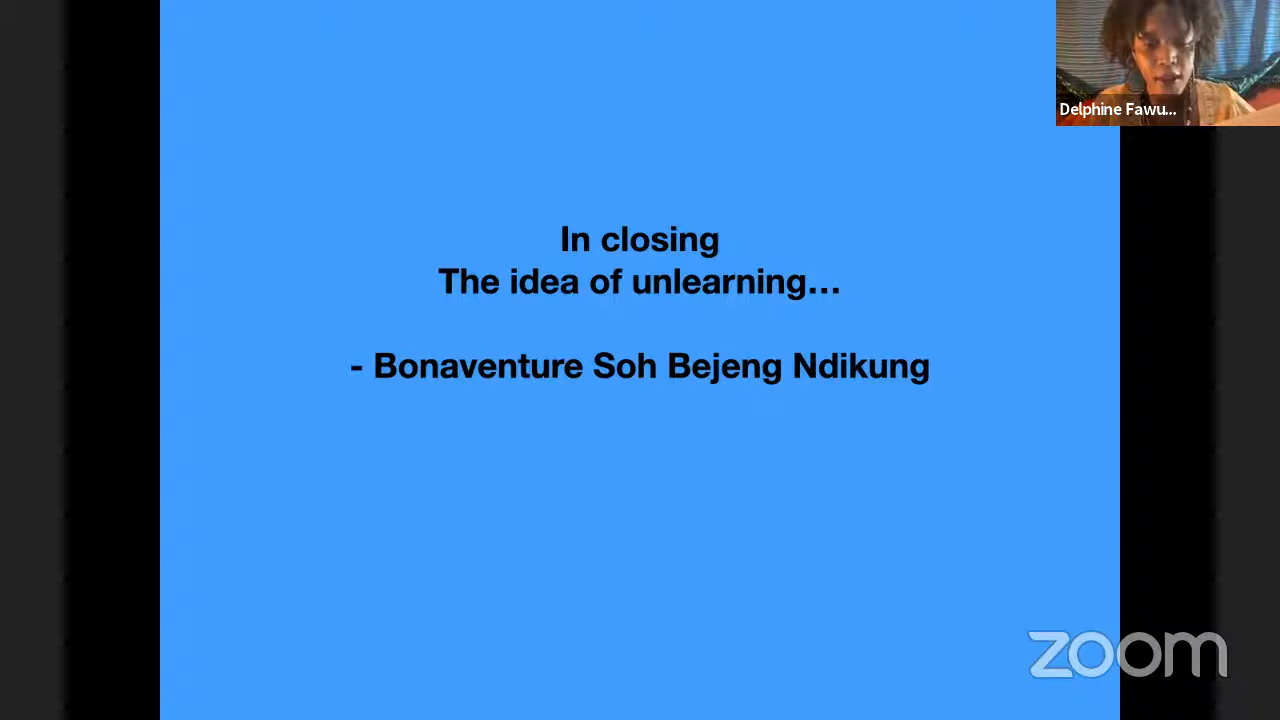 Delphine Fawu...
In closing
The idea of unlearning...
- Bonaventure Soh Bejeng Ndikung
zoom